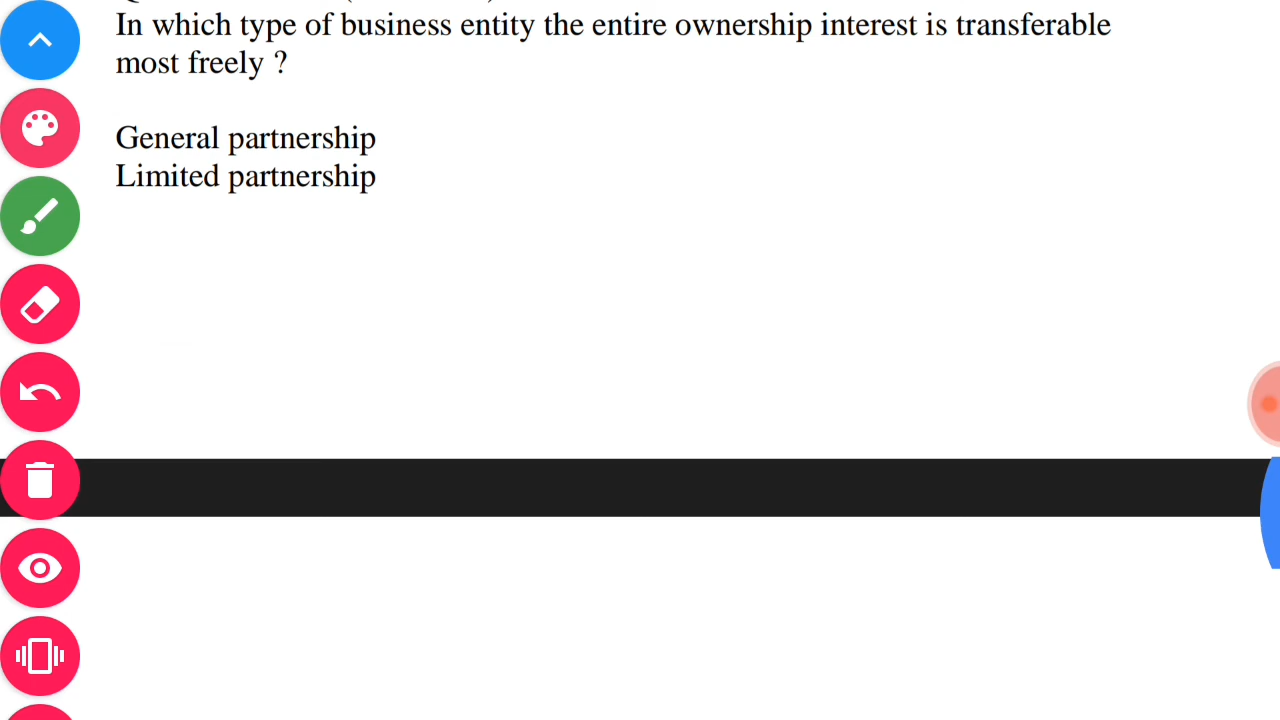 In which type of business entity the entire ownership interest is transferable
most freely ?
General partnership
Limited partnership